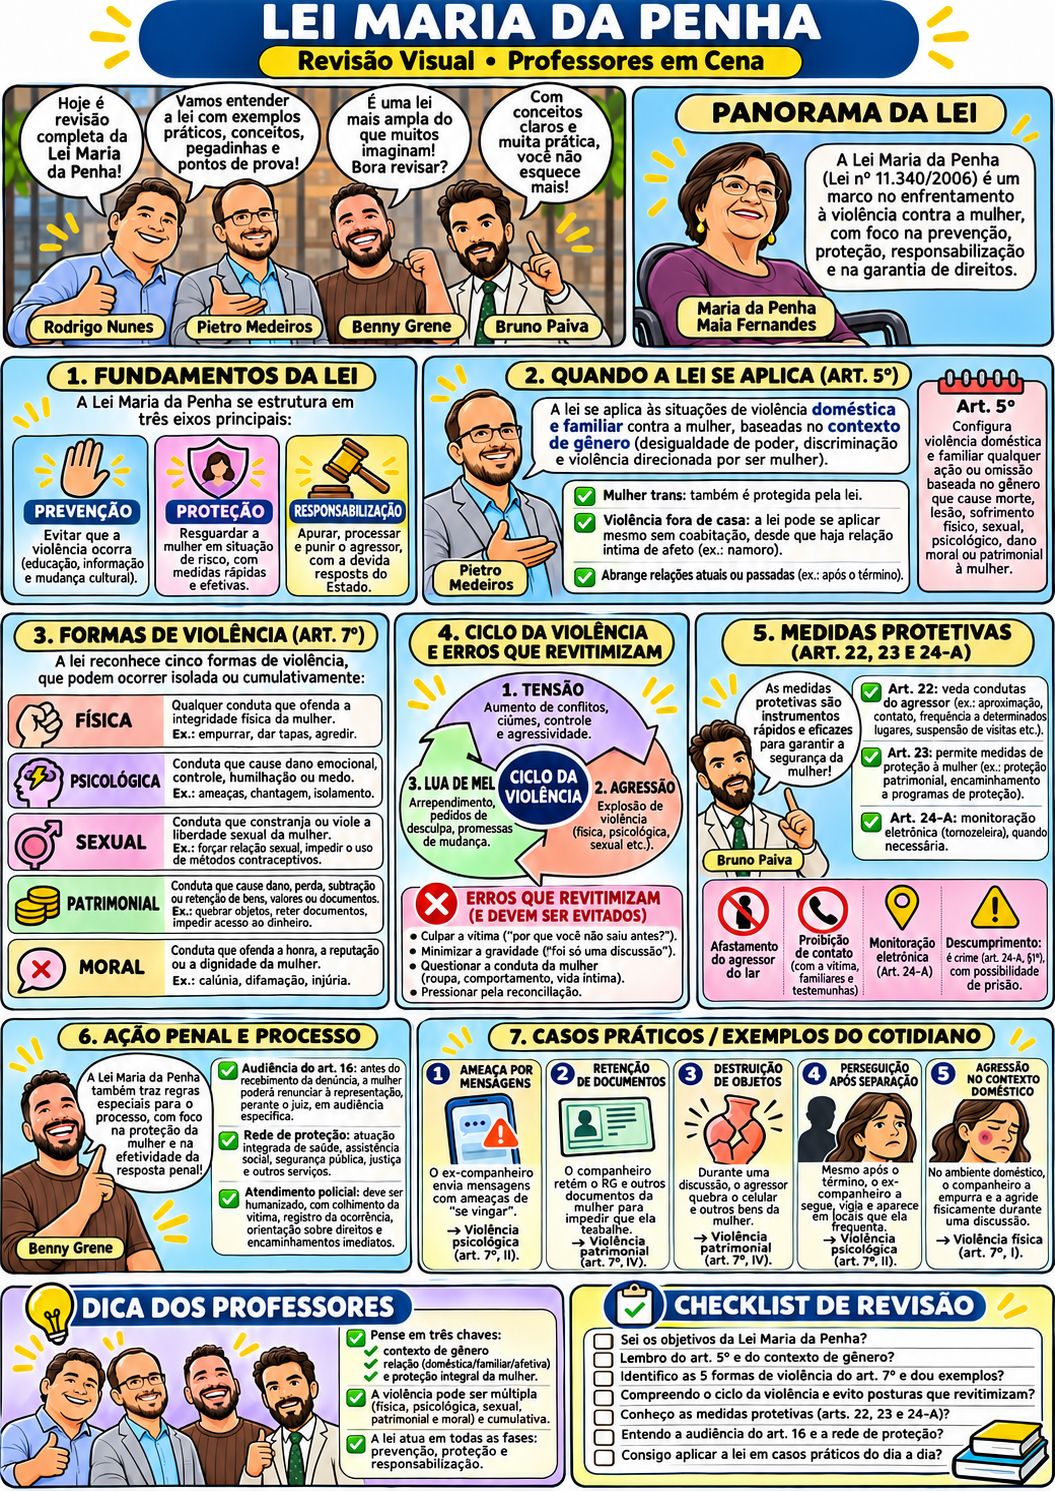 LEI MARIA DA PENHA
Revisão Visual • Professores em Cena
Hoje é
revisão
completa da
Lei Maria
da Penha!
Vamos entender
a lei com exemplos
práticos, conceitos,
pegadinhas e
pontos de prova!
É uma lei
mais ampla do
que muitos
imaginam!
Bora revisar?
Com
conceitos
claros e
muita prática,
você não
esquece
mais!
Rodrigo Nunes
Pietro Medeiros
Benny Grene
Bruno Paiva
PANORAMA DA LEI
A Lei Maria da Penha
(Lei nº 11.340/2006) é um
marco no enfrentamento
à violência contra a mulher,
com foco na prevenção,
proteção, responsabilização
e na garantia de direitos.
Maria da Penha
Maia Fernandes
1. FUNDAMENTOS DA LEI
A Lei Maria da Penha se estrutura em
três eixos principais:
PREVENÇÃO
Evitar que a
violência ocorra
(educação, informação
e mudança cultural).
PROTEÇÃO
Resguardar a
mulher em situação
de risco, com
medidas rápidas
e efetivas.
RESPONSABILIZAÇÃO
Apurar, processar
e punir o agressor,
com a devida
resposts do
Estado.
2. QUANDO A LEI SE APLICA (ART. 5º)
A lei se aplica às situações de violência doméstica
e familiar contra a mulher, baseadas no contexto
de gênero (desigualdade de poder, discriminação
e violência direcionada por ser mulher).
Mulher trans: também é protegida pela lei.
Violência fora de casa: a lei pode se aplicar
mesmo sem coabitação, desde que haja relação
íntima de afeto (ex.: namoro).
Abrange relações atuais ou passadas (ex.: após o término).
Pietro
Medeiros
Art. 5º
Configura
violência doméstica
e familiar qualquer
ação ou omissão
baseada no gênero
que cause morte,
lesão, sofrimento
físico, sexual,
psicológico, dano
moral ou patrimonial
à mulher.
3. FORMAS DE VIOLÊNCIA (ART. 7º)
A lei reconhece cinco formas de violência,
que podem ocorrer isolada ou cumulativamente:
FÍSICA
Qualquer conduta que ofenda a
integridade física da mulher.
Ex.: empurrar, dar tapas, agredir.
PSICOLÓGICA
Conduta que cause dano emocional,
controle, humilhação ou medo.
Ex.: ameaças, chantagem, isolamento.
SEXUAL
Conduta que constranja ou viole a
liberdade sexual da mulher.
Ex.: forçar relação sexual, impedir o uso
de métodos contraceptivos.
PATRIMONIAL
Conduta que cause dano, perda, subtração
ou retenção de bens, valores ou documentos.
Ex.: quebrar objetos, reter documentos,
impedir acesso ao dinheiro.
MORAL
Conduta que ofenda a honra, a reputação
ou a dignidade da mulher.
Ex.: calúnia, difamação, injúria.
4. CICLO DA VIOLÊNCIA
E ERROS QUE REVITIMIZAM
1. TENSÃO
Aumento de conflitos,
ciúmes, controle
e agressividade.
CICLO DA
VIOLÊNCIA
2. AGRESSÃO
Explosão de
violência
(física, psicológica,
sexual etc.).
3. LUA DE MEL
Arrependimento,
pedidos de
desculpa, promessas
de mudança.
ERROS QUE REVITIMIZAM
(E DEVEM SER EVITADOS)
• Culpar a vítima (“por que você não saiu antes?”).
• Minimizar a gravidade (“foi só uma discussão”).
• Questionar a conduta da mulher
(roupa, comportamento, vida íntima).
• Pressionar pela reconciliação.
5. MEDIDAS PROTETIVAS
(ART. 22, 23 E 24-A)
As medidas
protetivas são
instrumentos
rápidos e eficazes
para garantir a
segurança da
mulher!
Bruno Paiva
Art. 22: veda condutas
do agressor (ex.: aproximação,
contato, frequência a determinados
lugares, suspensão de visitas etc.).
Art. 23: permite medidas de
proteção à mulher (ex.: proteção
patrimonial, encaminhamento
a programas de proteção).
Art. 24-A: monitoração
eletrônica (tornozeleira), quando
necessária.
Afastamento
do agressor
do lar
Proibição
de contato
(com a vítima,
familiares e
testemunhas)
Monitoração
eletrônica
(Art. 24-A)
Descumprimento:
é crime (art. 24-A, §1º),
com possibilidade
de prisão.
6. AÇÃO PENAL E PROCESSO
A Lei Maria da Penha
também traz regras
especiais para o
processo, com foco
na proteção da
mulher e na
efetividade da
resposta penal!
Benny Grene
Audiência do art. 16: antes do
recebimento da denúncia, a mulher
poderá renunciar à representação,
perante o juiz, em audiência
específica.
Rede de proteção: atuação
integrada de saúde, assistência
social, segurança pública, justiça
e outros serviços.
Atendimento policial: deve ser
humanizado, com colhimento da
vítima, registro da ocorrência,
orientação sobre direitos e
encaminhamentos imediatos.
7. CASOS PRÁTICOS / EXEMPLOS DO COTIDIANO
1 AMEAÇA POR
MENSAGENS
O ex-companheiro
envia mensagens
com ameaças de
“se vingar”.
→ Violência
psicológica
(art. 7º, II).
2 RETENÇÃO
DE DOCUMENTOS
O companheiro
retém o RG e outros
documentos da
mulher para
impedir que ela
teabalhe.
→ Violência
patrimonial
(art. 7º, IV).
3 DESTRUIÇÃO
DE OBJETOS
Durante uma
discussão, o agressor
quebra o celular
e outros bens da
mulher.
→ Violência
patrimonial
(art. 7º, IV).
4 PERSEGUIÇÃO
APÓS SEPARAÇÃO
Mesmo após o
término, o ex-
companheiro a
segue, vigia e aparece
em locais que ela
frequenta.
→ Violência
psicológica
(art. 7º, II).
5 AGRESSÃO
NO CONTEXTO
DOMÉSTICO
No ambiente doméstico,
o companheiro a
empurra e a agride
fisicamente durante
uma discussão.
→ Violência física
(art. 7º, I).
DICA DOS PROFESSORES
Pense em três chaves:
contexto de gênero
relação (doméstica/familiar/afetiva)
e proteção integral da mulher.
A violência pode ser múltipla
(física, psicológica, sexual,
patrimonial e moral) e cumulativa.
A lei atua em todas as fases:
prevenção, proteção e
responsabilização.
CHECKLIST DE REVISÃO
Sei os objetivos da Lei Maria da Penha?
Lembro do art. 5º e do contexto de gênero?
Identifico as 5 formas de violência do art. 7º e dou exemplos?
Compreendo o ciclo da violência e evito posturas que revitimizam?
Conheço as medidas protetivas (arts. 22, 23 e 24-A)?
Entendo a audiência do art. 16 e a rede de proteção?
Consigo aplicar a lei em casos práticos do dia a dia?